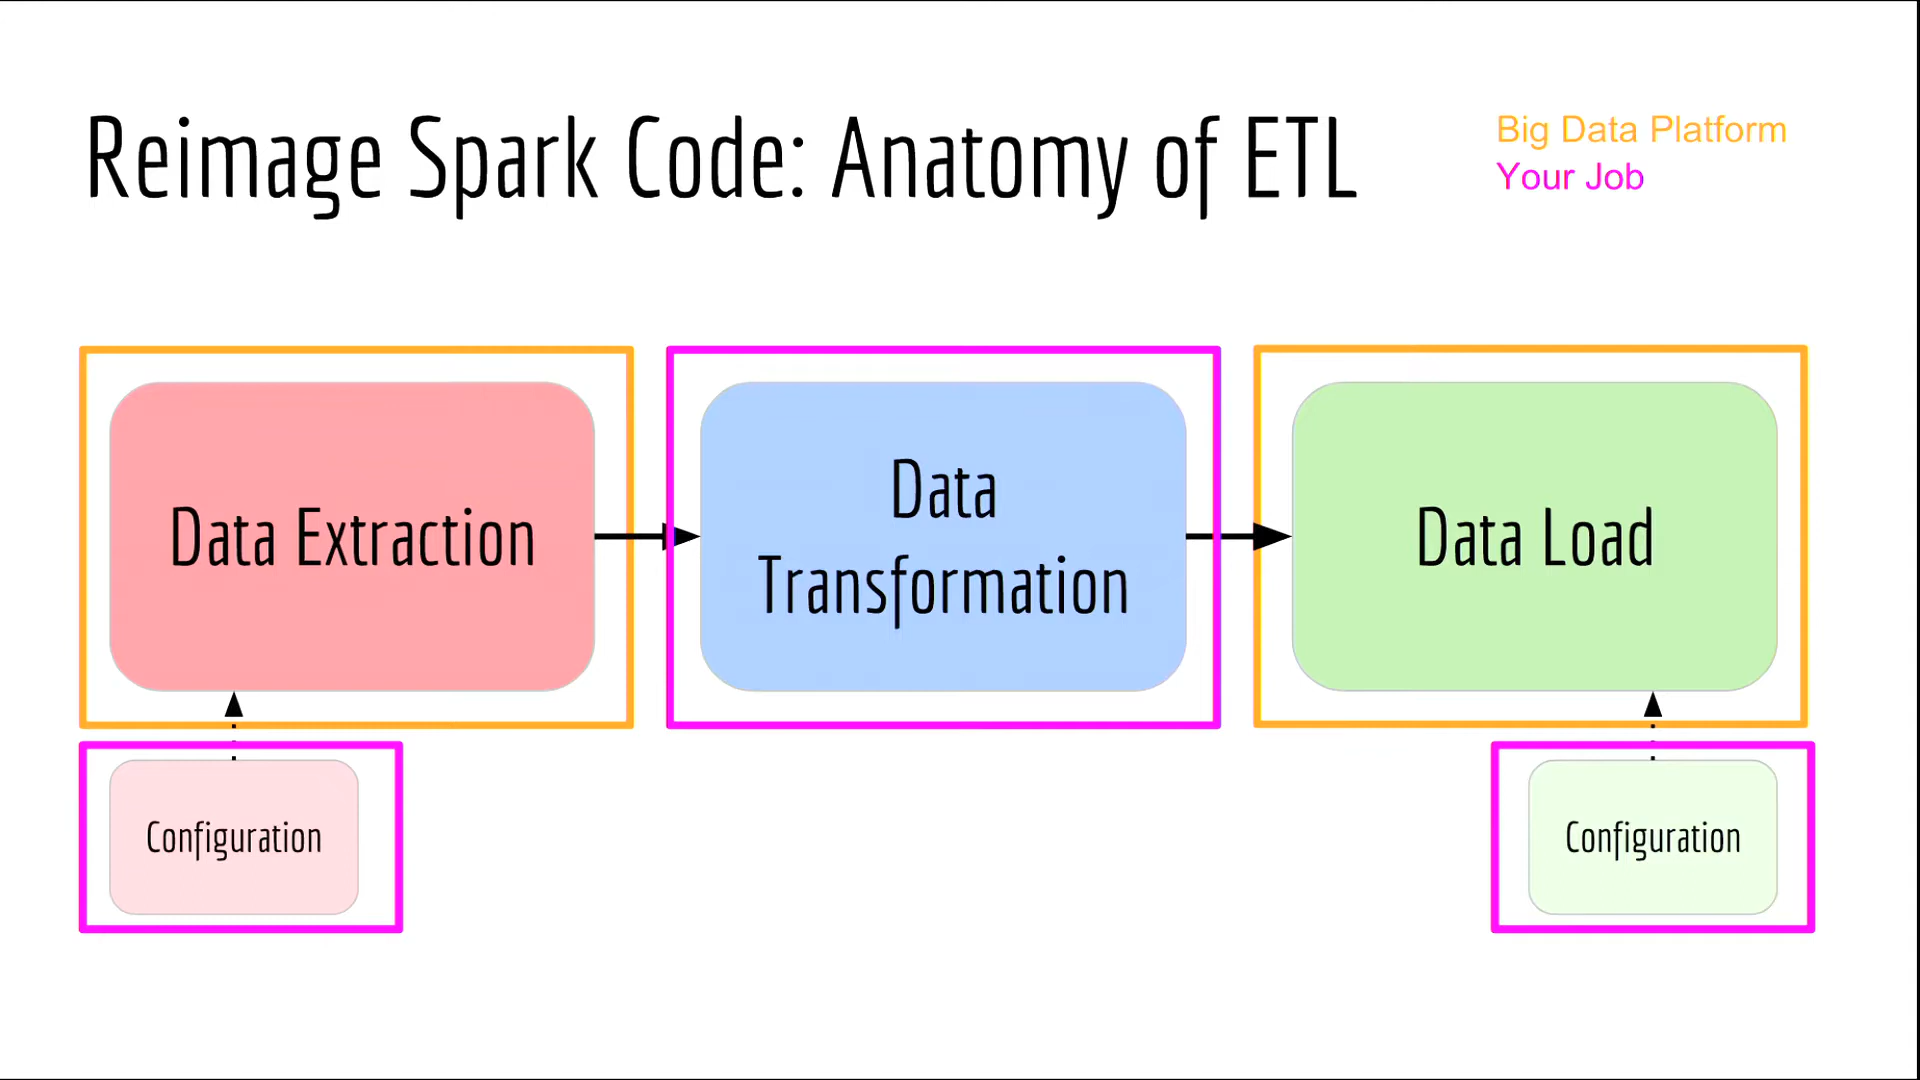 Reimage Spark Code: Anatomy of ETL
Big Data Platform
Your Job
Data Extraction
Data
Transformation
Data Load
Configuration
Configuration